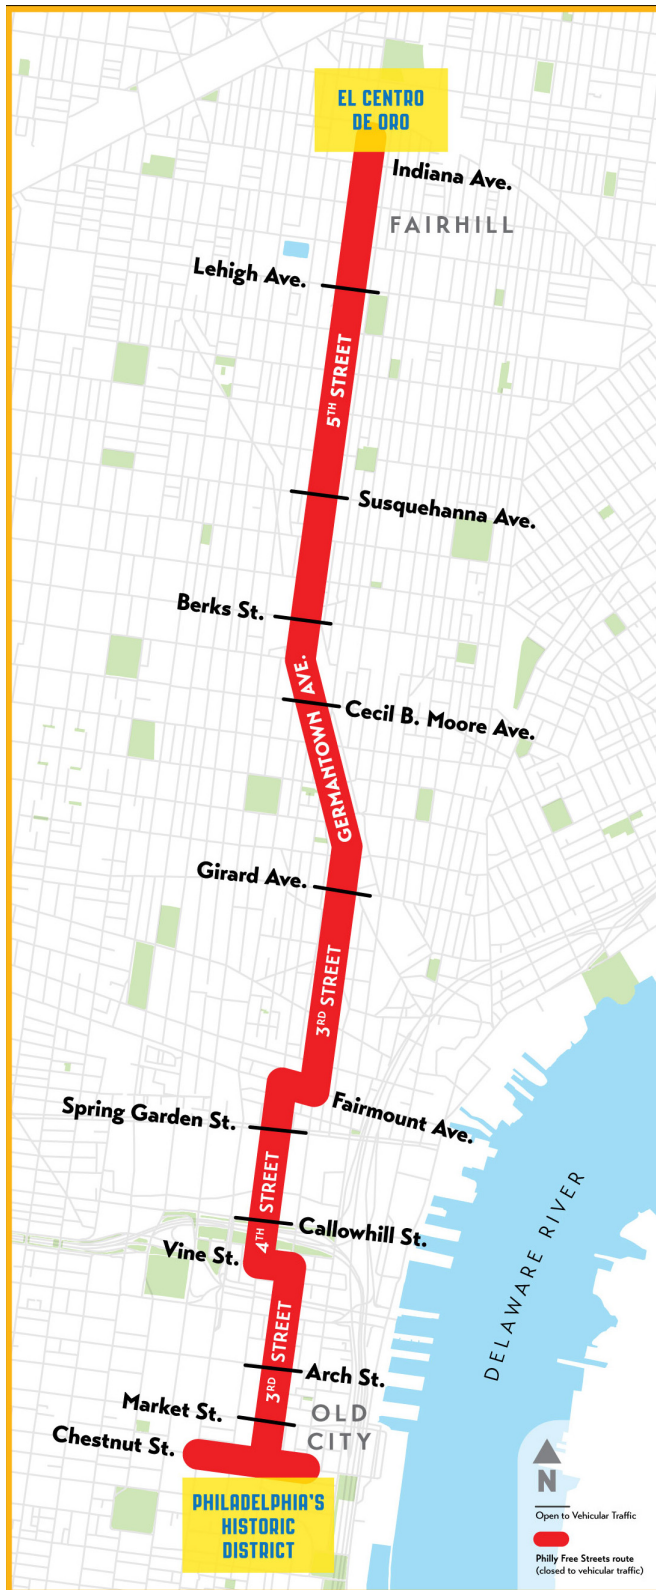 EL CENTRO
DE ORO
Indiana Ave.
FAIRHILL
Lehigh Ave.
5TH STREET
Susquehanna Ave.
Berks St.
Cecil B. Moore Ave.
GERMANTOWN AVE.
Girard Ave.
3RD STREET
Fairmount Ave.
Spring Garden St.
4TH STREET
Callowhill St.
Vine St.
DELAWARE RIVER
3RD STREET
Arch St.
Market St.
OLD
CITY
Chestnut St.
PHILADELPHIA'S
HISTORIC
DISTRICT
N
Open to Vehicular Traffic
Philly Free Streets route
(closed to vehicular traffic)